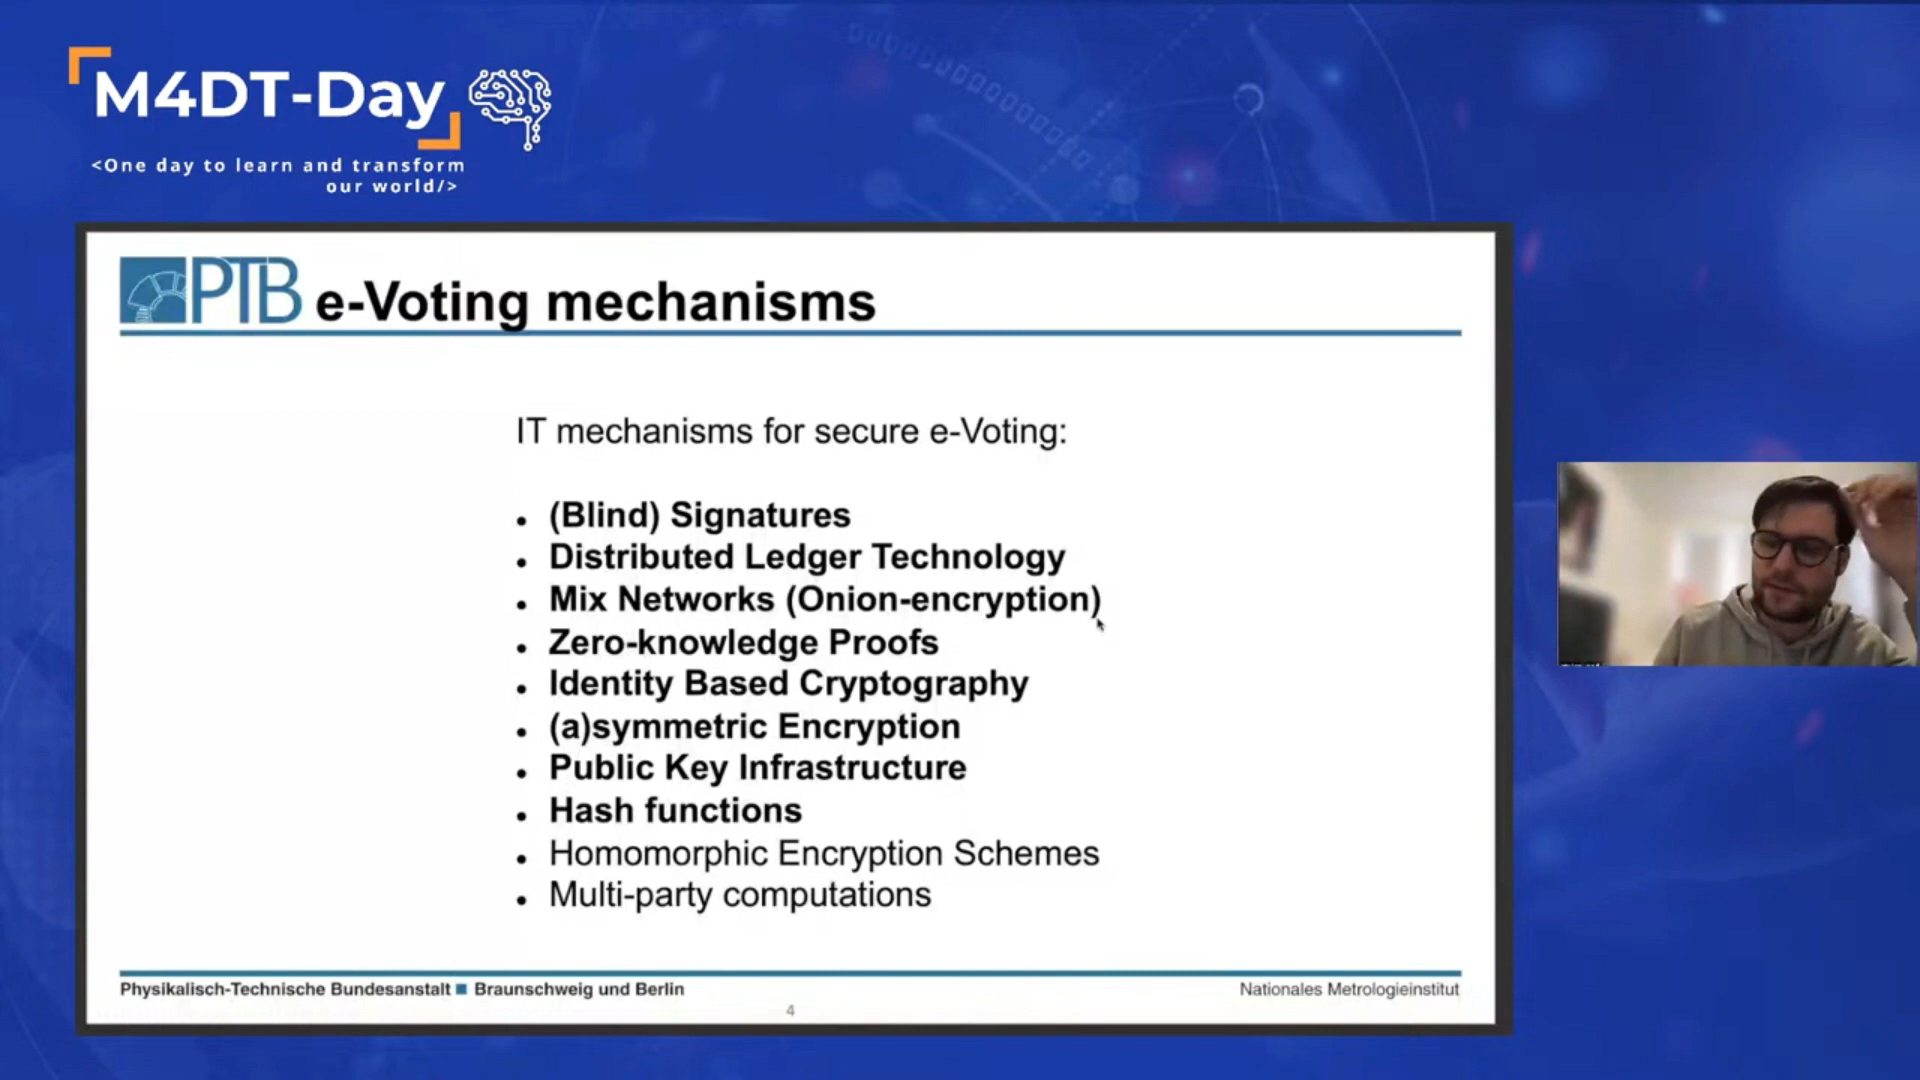 M4DT-Day
<One day to learn and transform
our world/>
PTB e-Voting mechanisms
IT mechanisms for secure e-Voting:
• (Blind) Signatures
• Distributed Ledger Technology
• Mix Networks (Onion-encryption)
• Zero-knowledge Proofs
• Identity Based Cryptography
• (a)symmetric Encryption
• Public Key Infrastructure
• Hash functions
• Homomorphic Encryption Schemes
• Multi-party computations
Physikalisch-Technische Bundesanstalt ■ Braunschweig und Berlin
Nationales Metrologieinstitut
4